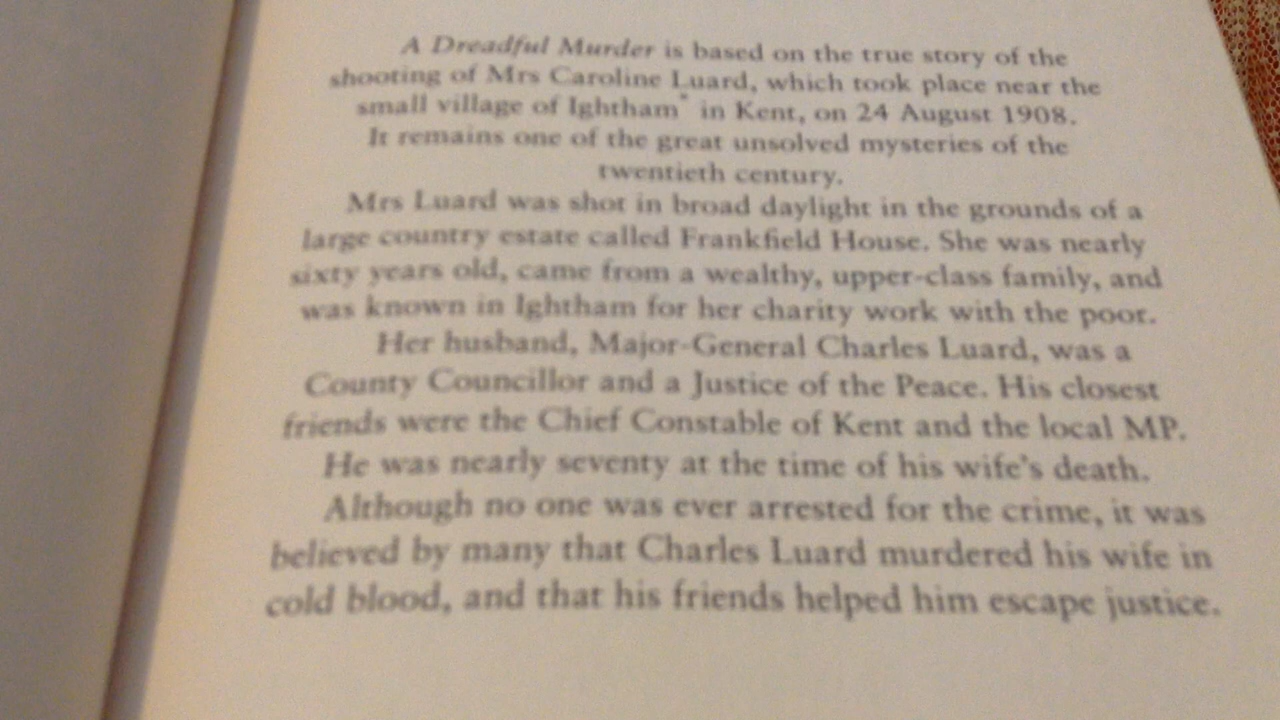 A Dreadful Murder is based on the true story of the
shooting of Mrs Caroline Luard, which took place near the
small village of Ightham* in Kent, on 24 August 1908.
It remains one of the great unsolved mysteries of the
twentieth century.
Mrs Luard was shot in broad daylight in the grounds of a
large country estate called Frankfield House. She was nearly
sixty years old, came from a wealthy, upper-class family, and
was known in Ightham for her charity work with the poor.
Her husband, Major-General Charles Luard, was a
County Councillor and a Justice of the Peace. His closest
friends were the Chief Constable of Kent and the local MP.
He was nearly seventy at the time of his wife's death.
Although no one was ever arrested for the crime, it was
believed by many that Charles Luard murdered his wife in
cold blood, and that his friends helped him escape justice.